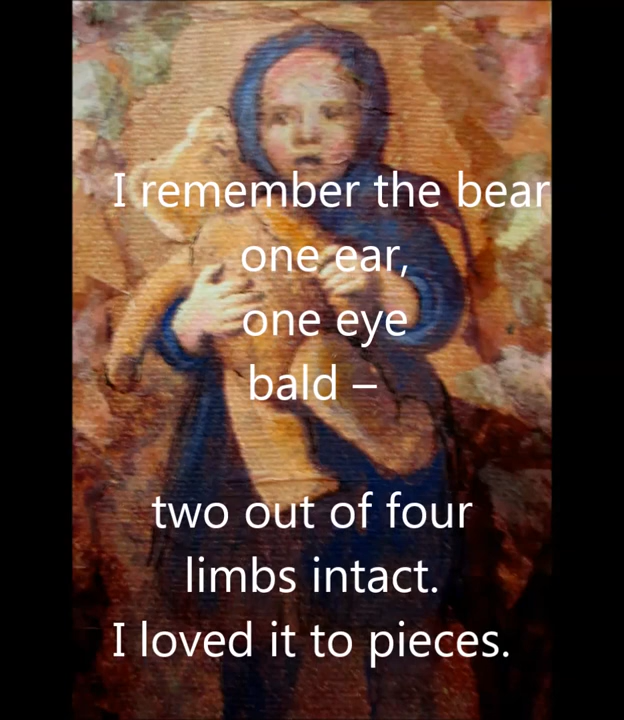 I remember the bear
one ear,
one eye
bald –
two out of four
limbs intact.
I loved it to pieces.